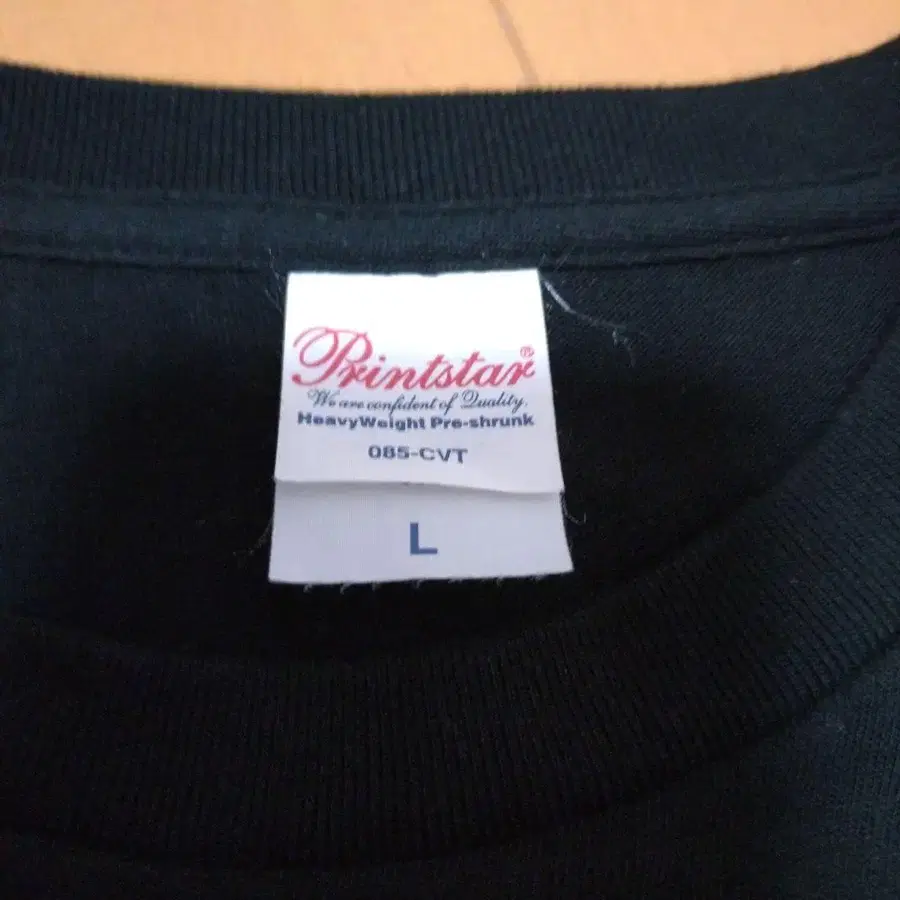 Printstar®
We are confident of Quality.
HeavyWeight Pre-shrunk
085-CVT
L